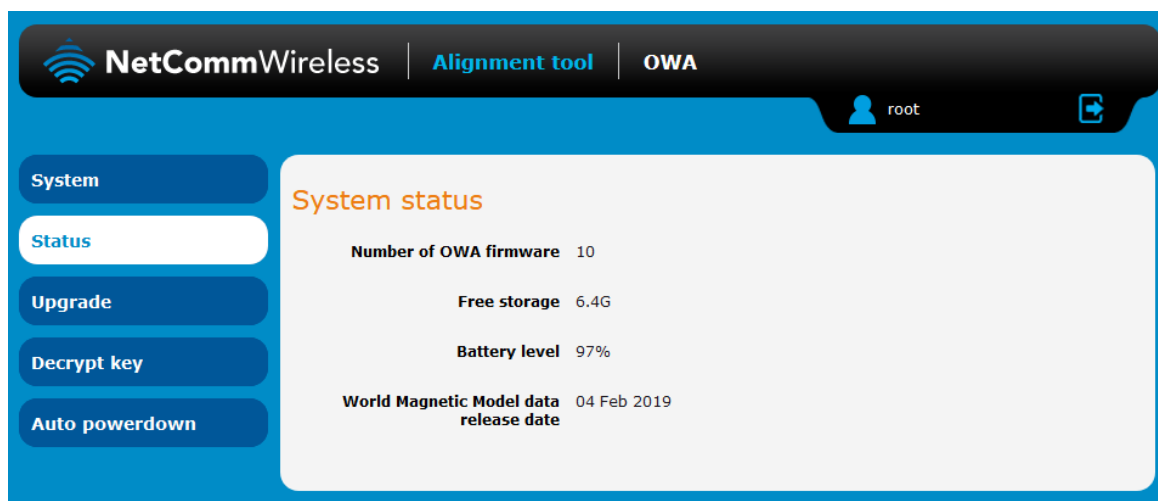 NetCommWireless Alignment tool OWA
root
System
Status
Upgrade
Decrypt key
Auto powerdown
System status
Number of OWA firmware 10
Free storage 6.4G
Battery level 97%
World Magnetic Model data 04 Feb 2019
release date